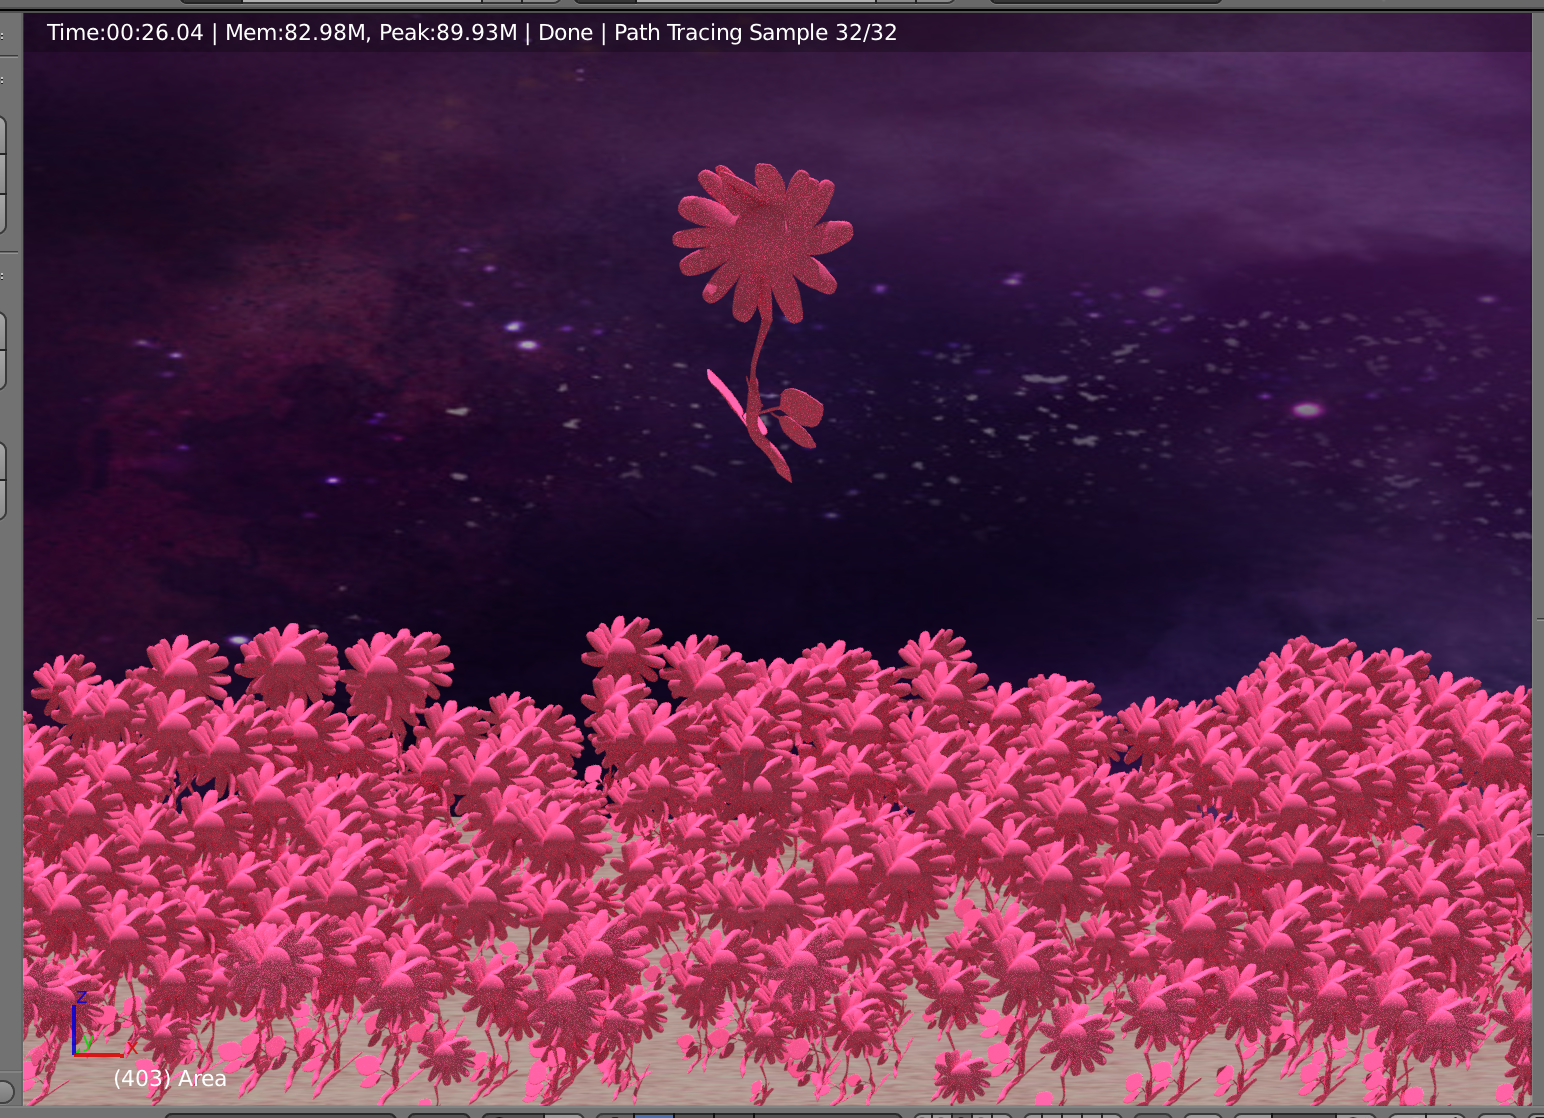 Time:00:26.04 | Mem:82.98M, Peak:89.93M | Done | Path Tracing Sample 32/32
z
y
x
(403) Area